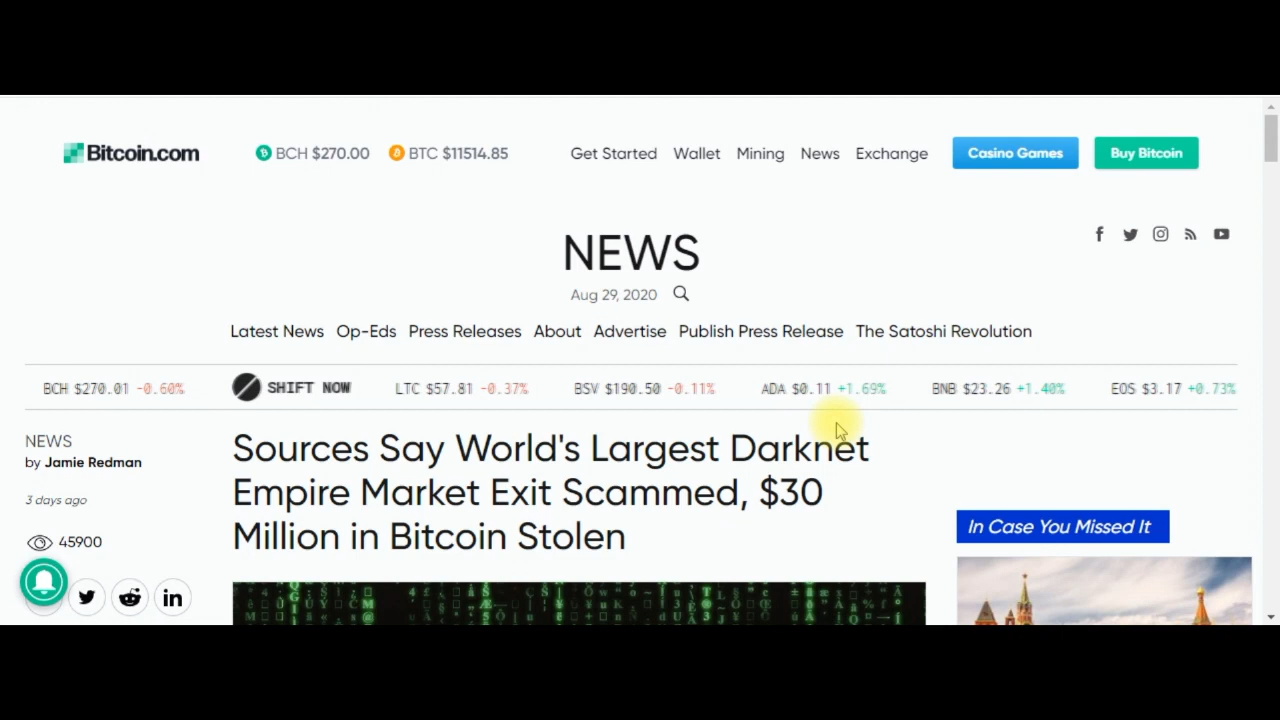 Bitcoin.com BCH $270.00 BTC $11514.85 Get Started Wallet Mining News Exchange Casino Games Buy Bitcoin
NEWS
Aug 29, 2020
Latest News Op-Eds Press Releases About Advertise Publish Press Release The Satoshi Revolution
BCH $270.01 -0.60% SHIFT NOW LTC $57.81 -0.37% BSV $190.50 -0.11% ADA $0.11 +1.69% BNB $23.26 +1.40% EOS $3.17 +0.73%
NEWS
by Jamie Redman
3 days ago
45900
Sources Say World's Largest Darknet
Empire Market Exit Scammed, $30
Million in Bitcoin Stolen
In Case You Missed It